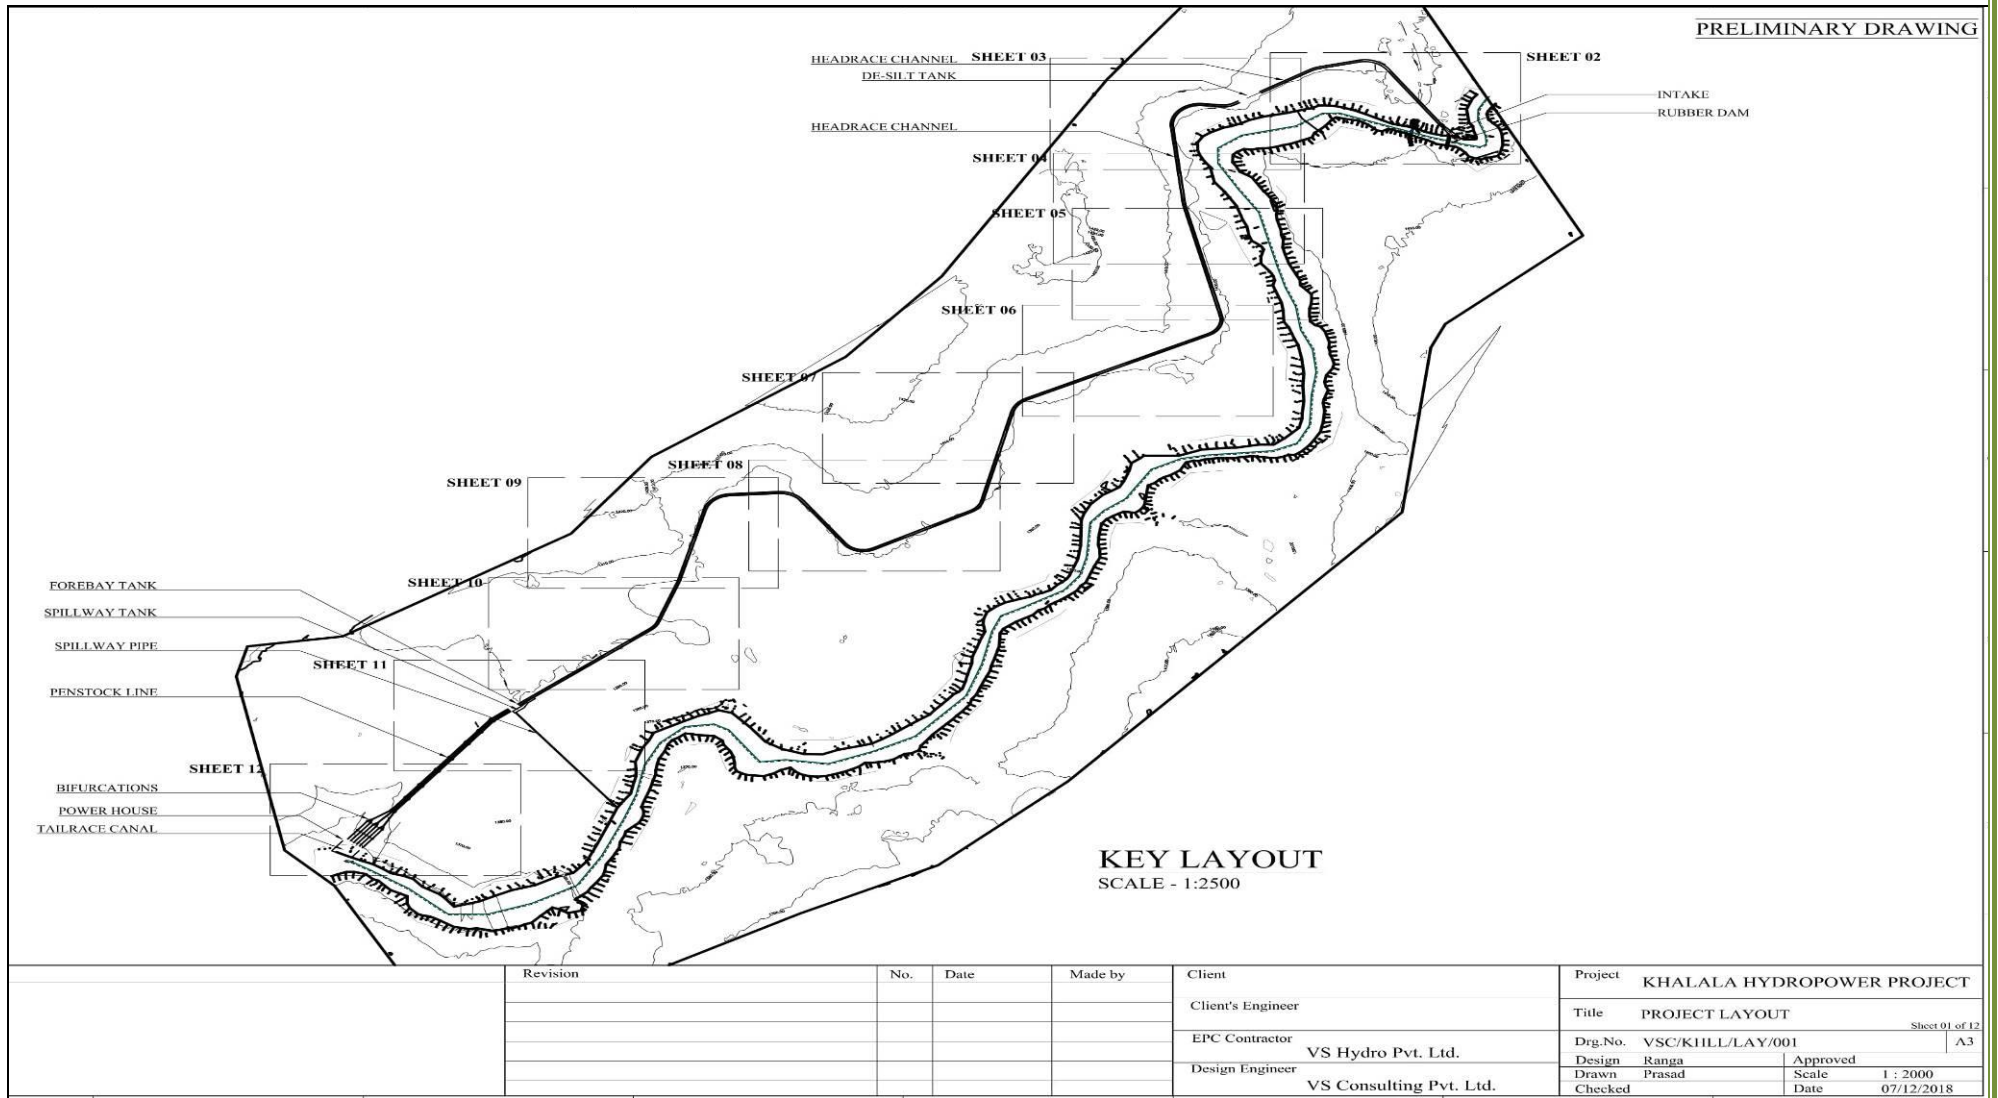 PRELIMINARY DRAWING
HEADRACE CHANNEL
SHEET 03
SHEET 02
DE-SILT TANK
INTAKE
RUBBER DAM
HEADRACE CHANNEL
SHEET 04
SHEET 05
SHEET 06
SHEET 07
SHEET 08
SHEET 09
SHEET 10
FOREBAY TANK
SPILLWAY TANK
SPILLWAY PIPE
SHEET 11
PENSTOCK LINE
SHEET 12
BIFURCATIONS
POWER HOUSE
TAILRACE CANAL
KEY LAYOUT
SCALE - 1:2500
Revision No. Date Made by
Client
Client's Engineer
EPC Contractor
VS Hydro Pvt. Ltd.
Design Engineer
VS Consulting Pvt. Ltd.
Project KHALALA HYDROPOWER PROJECT
Title PROJECT LAYOUT
Sheet 01 of 12
Drg.No. VSC/KHLL/LAY/001 A3
Design Ranga Approved
Drawn Prasad Scale 1 : 2000
Checked Date 07/12/2018